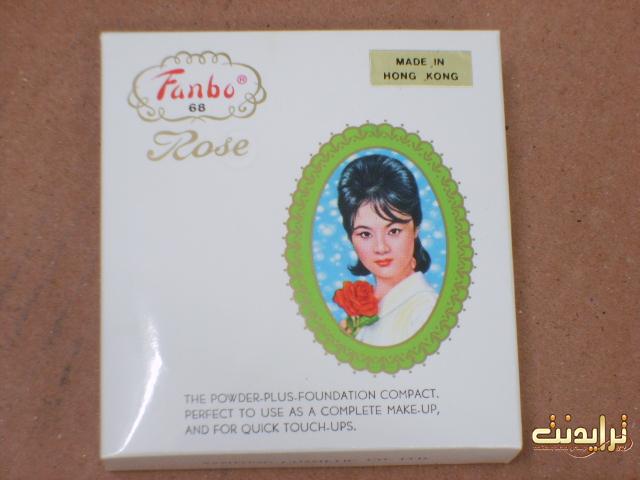 Fanbo®
68
Rose
MADE IN
HONG KONG
THE POWDER-PLUS-FOUNDATION COMPACT.
PERFECT TO USE AS A COMPLETE MAKE-UP,
AND FOR QUICK TOUCH-UPS.
ترايدنت